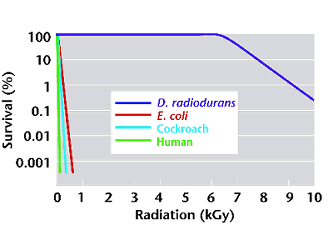 Survival (%)
100
10
1
0.1
0.01
0.001
D. radiodurans
E. coli
Cockroach
Human
0 1 2 3 4 5 6 7 8 9 10
Radiation (kGy)